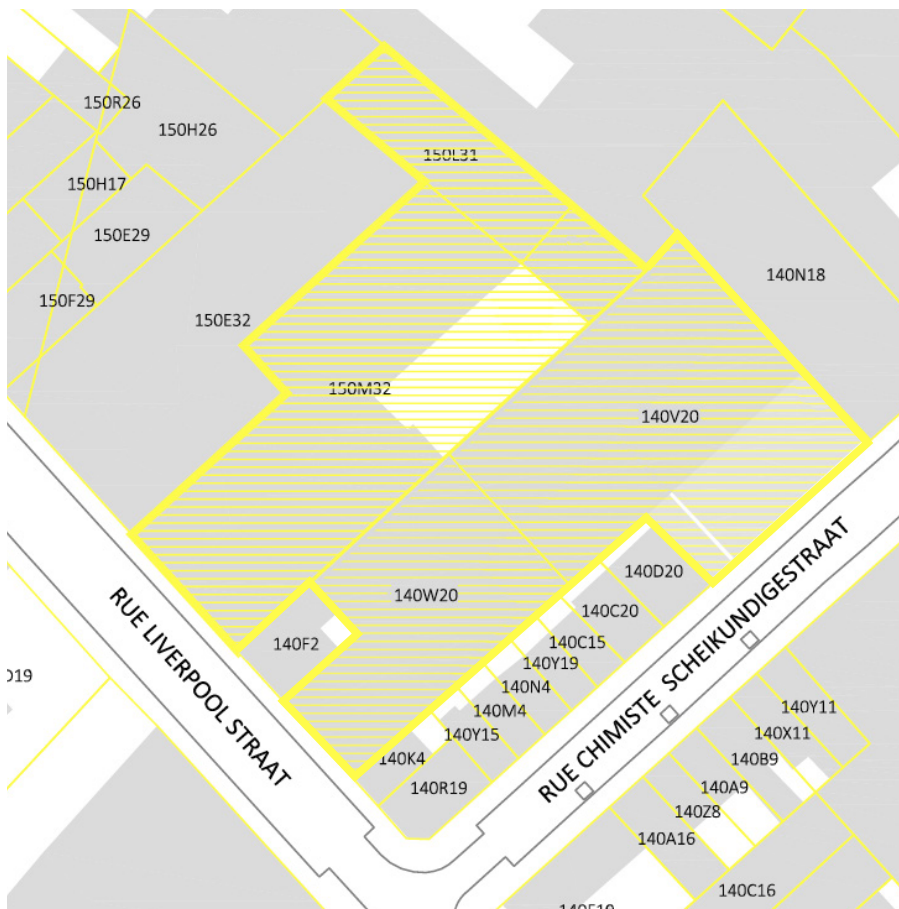 150R26
150H26
150L31
150H17
150E29
140N18
150F29
150E32
150M32
140V20
140D20
140W20
140C20
140C15
140F2
140Y19
140N4
140M4
140Y15
140K4
140R19
RUE LIVERPOOL STRAAT
RUE CHIMISTE SCHEIKUNDIGESTRAAT
140Y11
140X11
140B9
140A9
140Z8
140A16
140C16